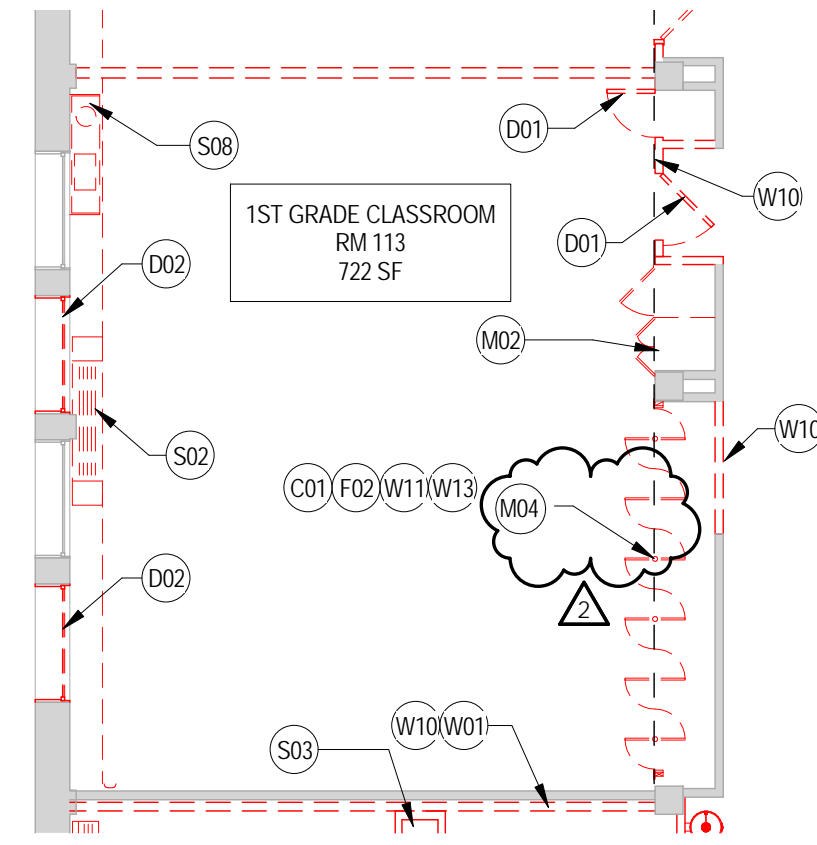 D01
S08
W10
1ST GRADE CLASSROOM
RM 113
722 SF
D01
D02
M02
W10
S02
C01 F02 W11 W13
M04
D02
2
W10 W01
S03